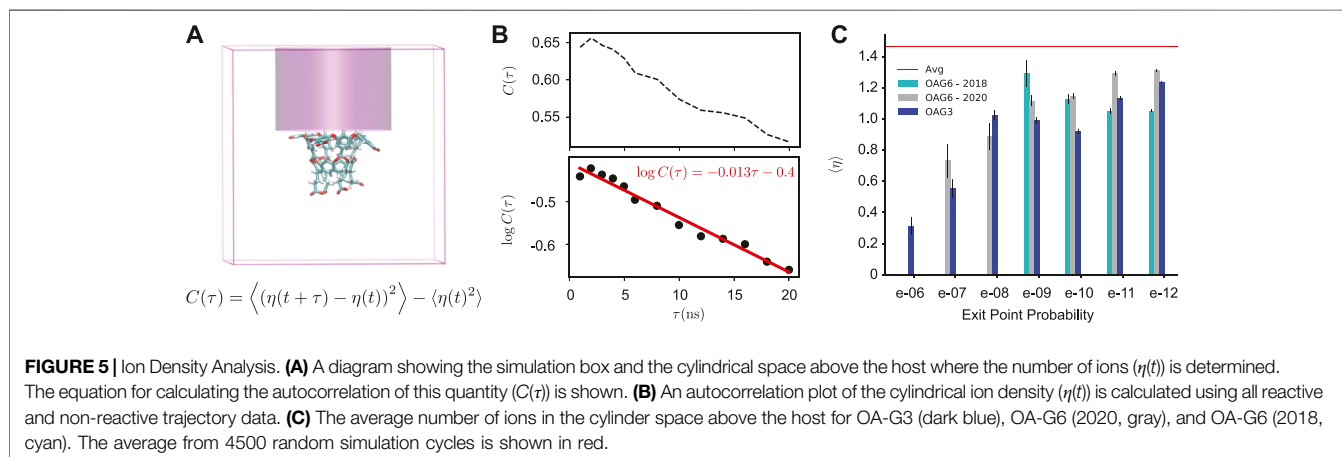 A
C(τ) = ⟨(η(t + τ) − η(t))²⟩ − ⟨η(t)²⟩
B
0.65
0.60
0.55
C(τ)
log C(τ) = −0.013τ − 0.4
-0.5
-0.6
log C(τ)
0 5 10 15 20
τ(ns)
C
Avg
OAG6 - 2018
OAG6 - 2020
OAG3
1.4
1.2
1.0
0.8
0.6
0.4
0.2
0
⟨η⟩
e-06 e-07 e-08 e-09 e-10 e-11 e-12
Exit Point Probability
FIGURE 5 | Ion Density Analysis. (A) A diagram showing the simulation box and the cylindrical space above the host where the number of ions (η(t)) is determined.
The equation for calculating the autocorrelation of this quantity (C(τ)) is shown. (B) An autocorrelation plot of the cylindrical ion density (η(t)) is calculated using all reactive
and non-reactive trajectory data. (C) The average number of ions in the cylinder space above the host for OA-G3 (dark blue), OA-G6 (2020, gray), and OA-G6 (2018,
cyan). The average from 4500 random simulation cycles is shown in red.